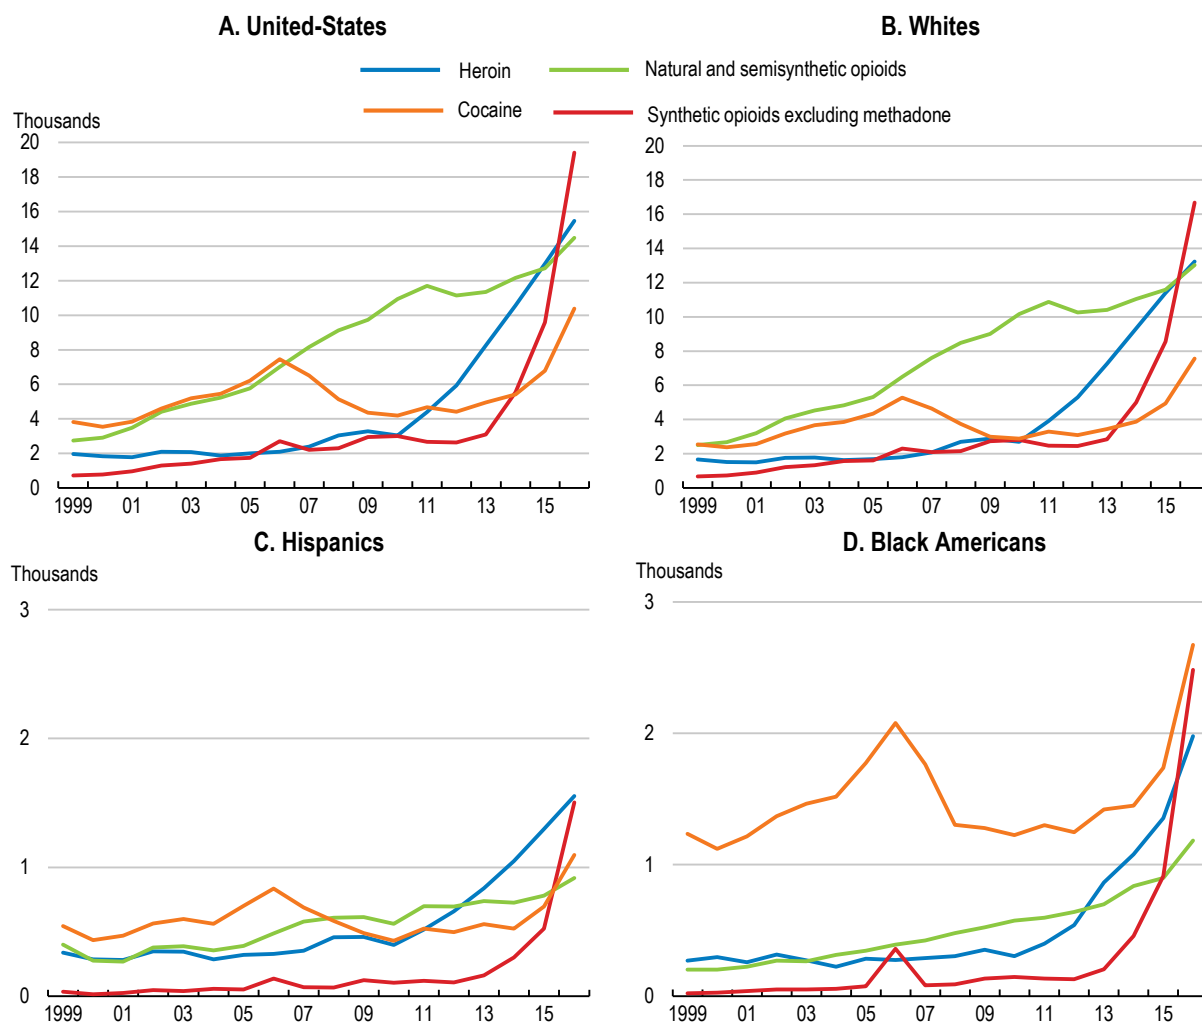 A. United-States
B. Whites
Heroin
Natural and semisynthetic opioids
Cocaine
Synthetic opioids excluding methadone
Thousands
20
18
16
14
12
10
8
6
4
2
0
1999 01 03 05 07 09 11 13 15
20
18
16
14
12
10
8
6
4
2
0
1999 01 03 05 07 09 11 13 15
C. Hispanics
Thousands
3
2
1
0
1999 01 03 05 07 09 11 13 15
D. Black Americans
Thousands
3
2
1
0
1999 01 03 05 07 09 11 13 15